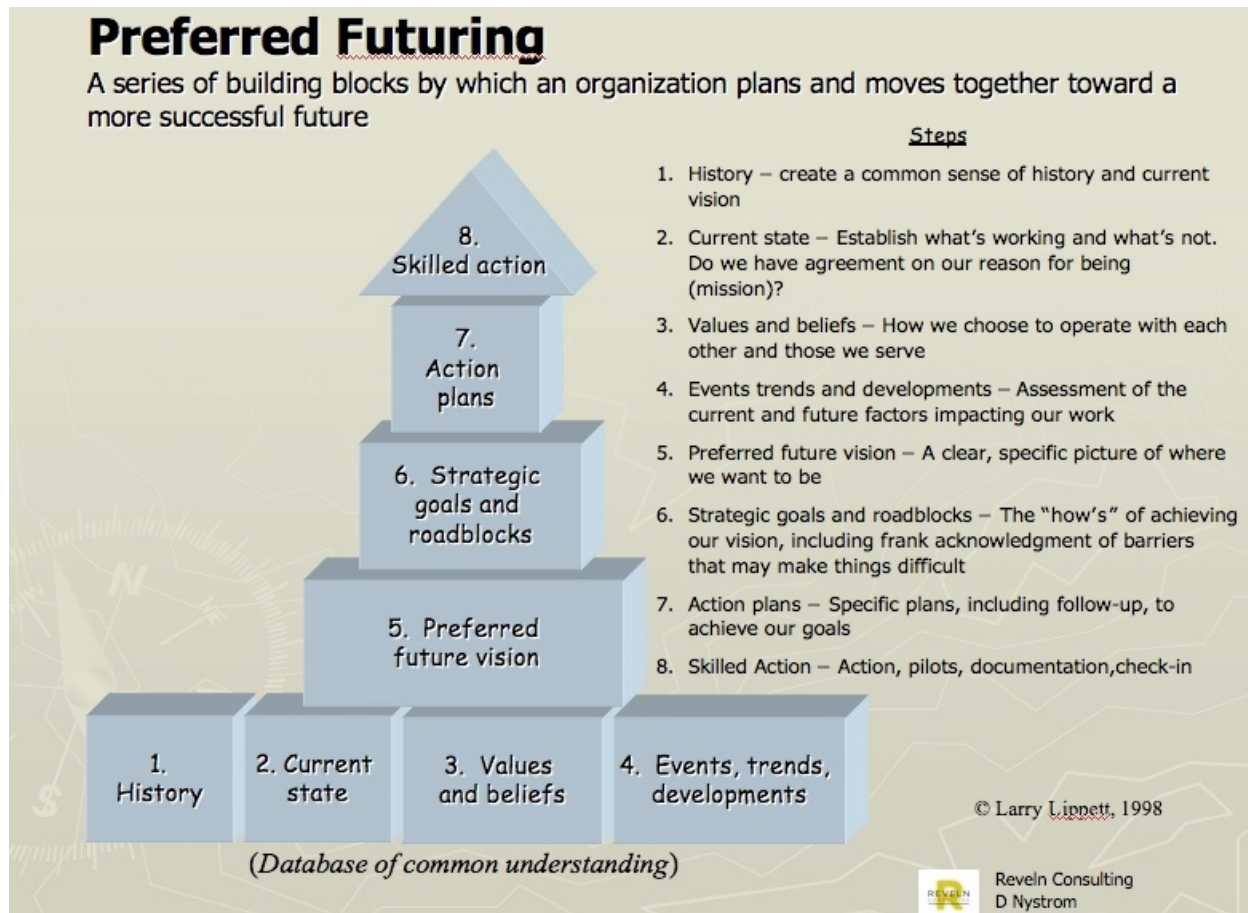 Preferred Futuring
A series of building blocks by which an organization plans and moves together toward a
more successful future
Steps
1. History – create a common sense of history and current
vision
2. Current state – Establish what's working and what's not.
Do we have agreement on our reason for being
(mission)?
3. Values and beliefs – How we choose to operate with each
other and those we serve
4. Events trends and developments – Assessment of the
current and future factors impacting our work
5. Preferred future vision – A clear, specific picture of where
we want to be
6. Strategic goals and roadblocks – The "how's" of achieving
our vision, including frank acknowledgment of barriers
that may make things difficult
7. Action plans – Specific plans, including follow-up, to
achieve our goals
8. Skilled Action – Action, pilots, documentation,check-in
8.
Skilled action
7.
Action
plans
6. Strategic
goals and
roadblocks
5. Preferred
future vision
1.
History
2. Current
state
3. Values
and beliefs
4. Events, trends,
developments
(Database of common understanding)
© Larry Lippett, 1998
N
NE
S
R
REVELN
Reveln Consulting
D Nystrom